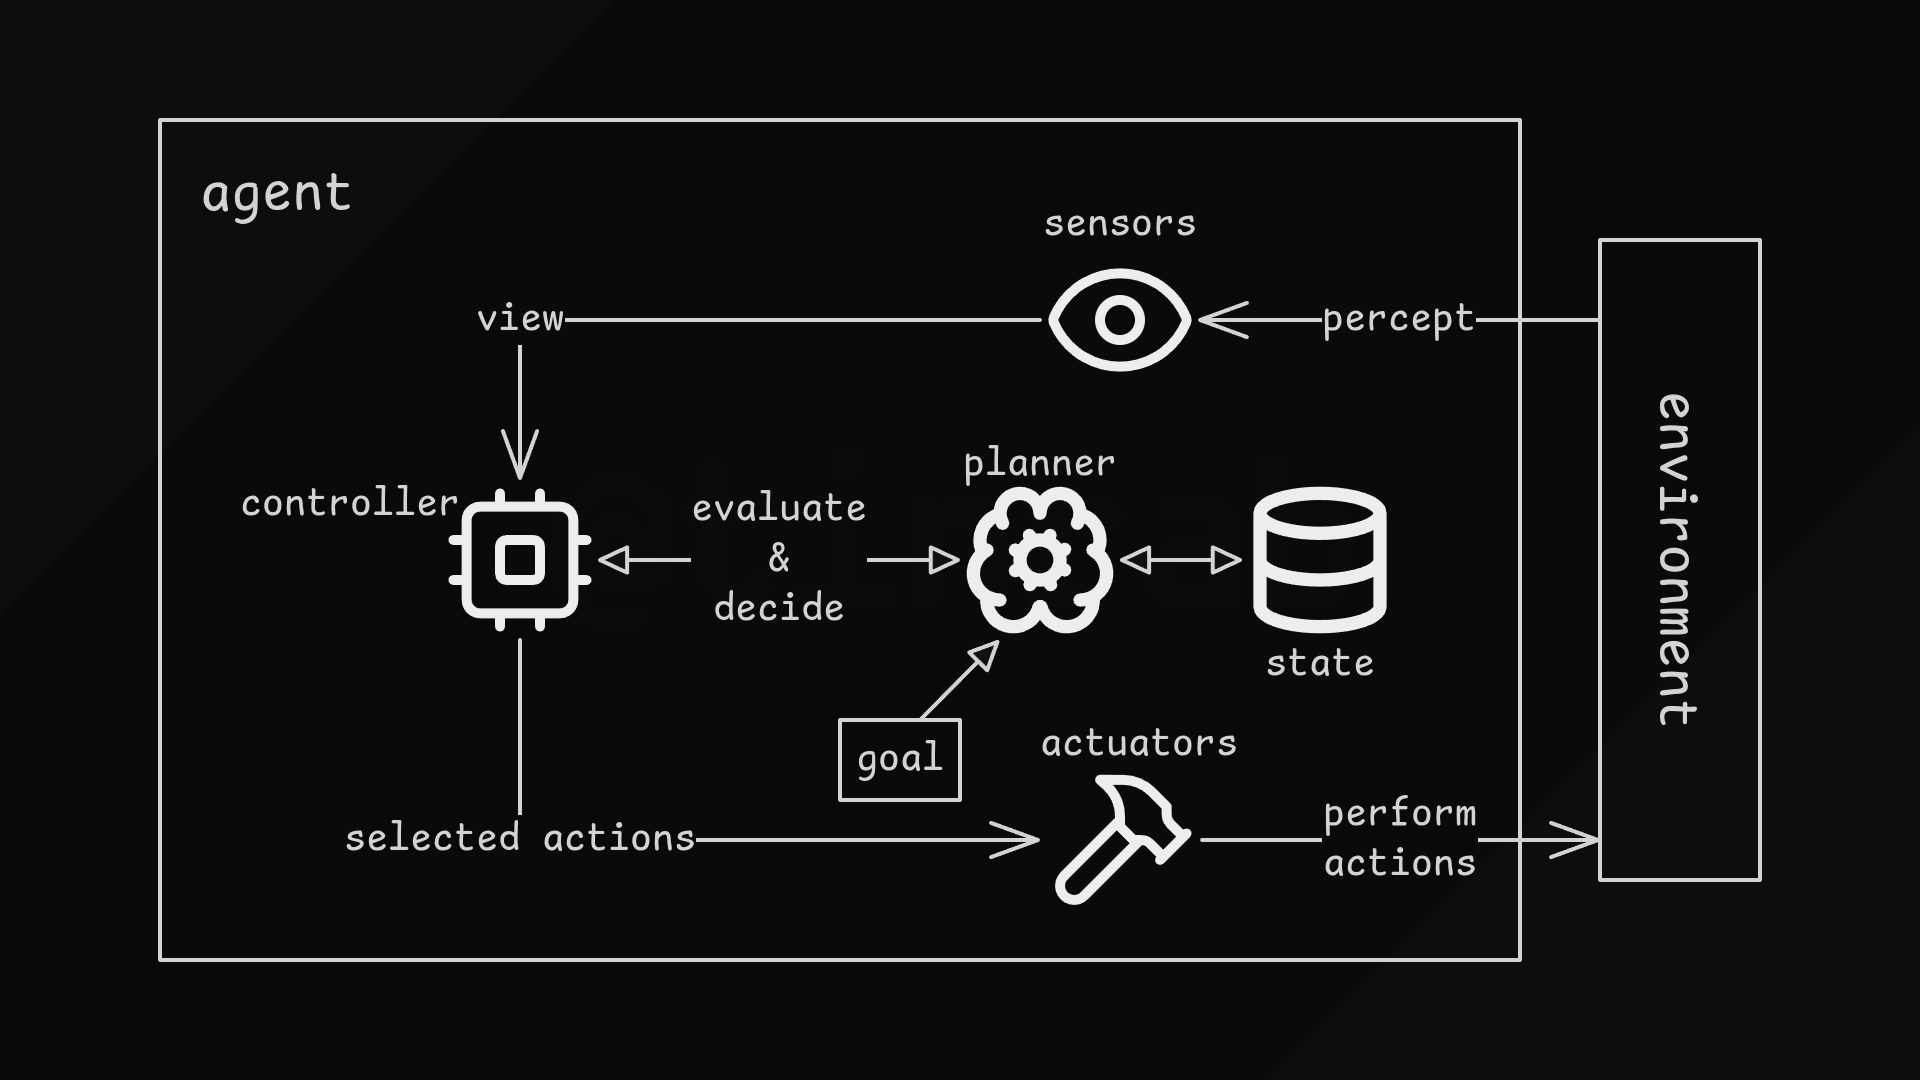 agent
sensors
view
percept
environment
planner
controller
evaluate
&
decide
state
goal
actuators
selected actions
perform
actions